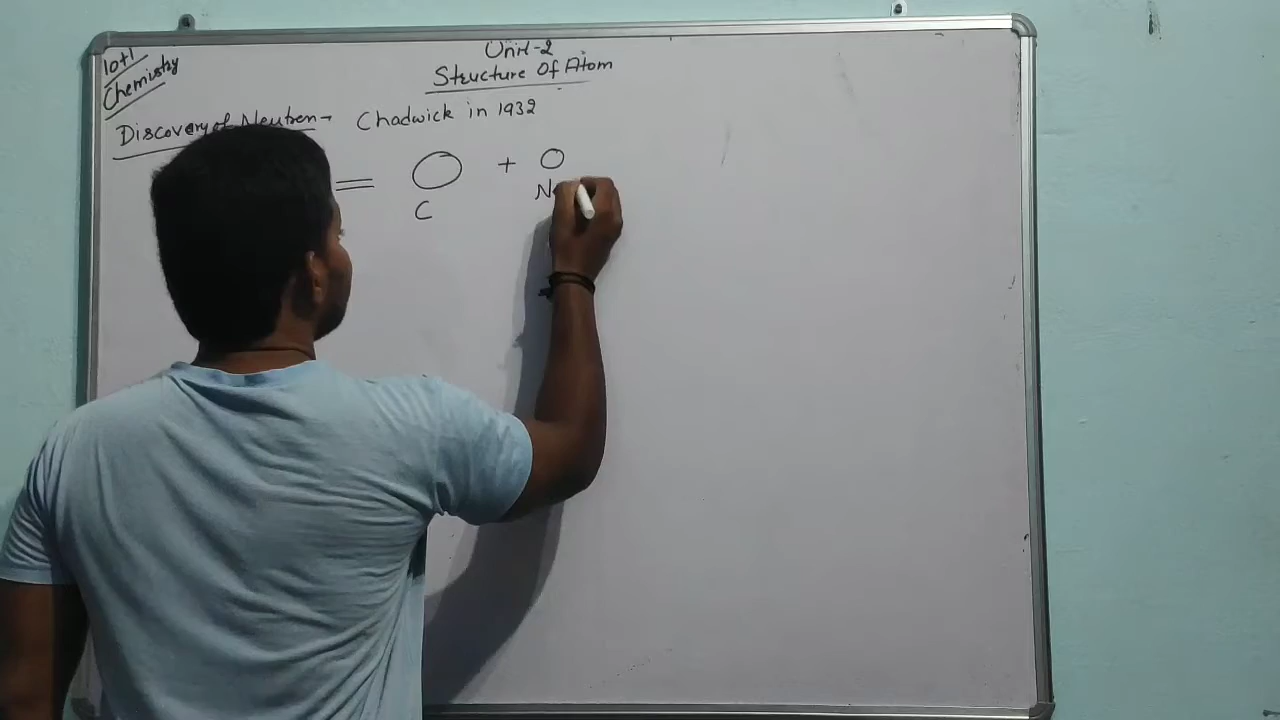 10+1
Chemistry
Unit-2
Structure Of Atom
Discovery of Neutron→ Chadwick in 1932
= + 
C